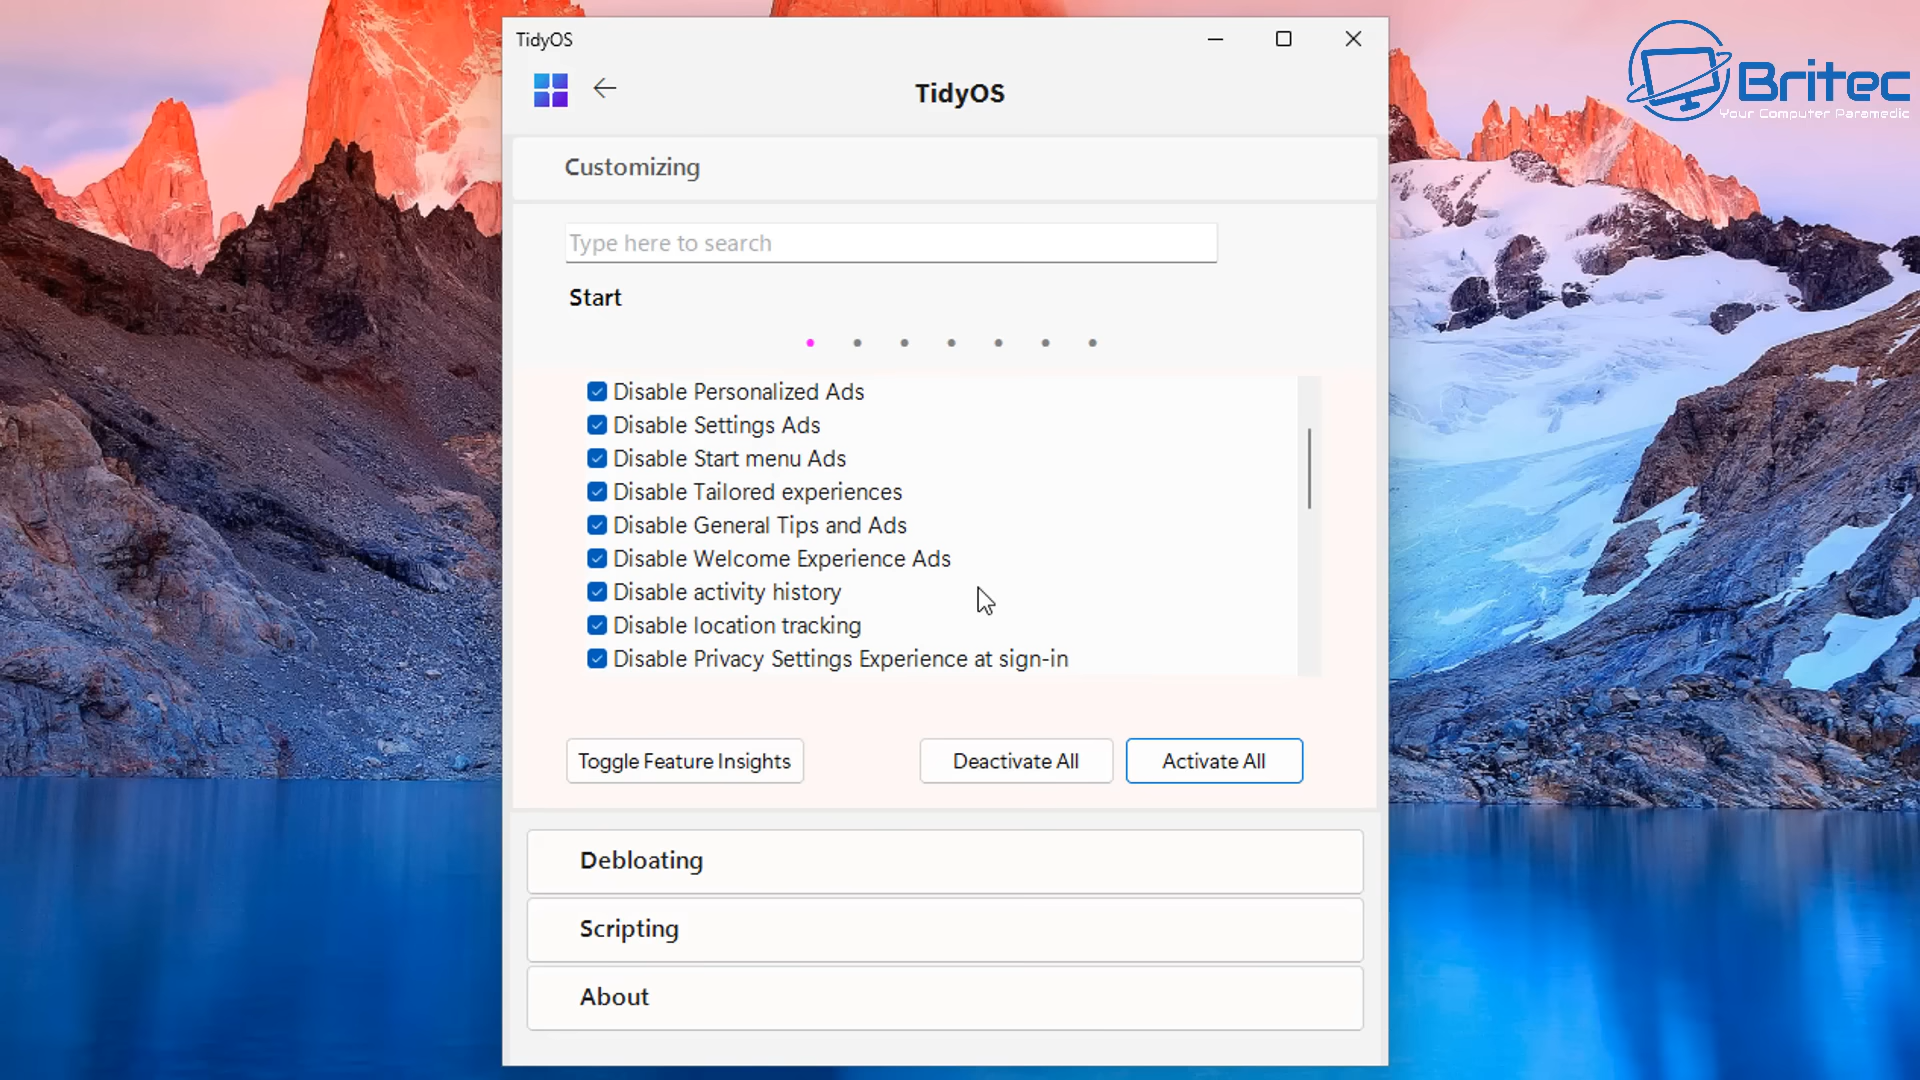 TidyOS
TidyOS
Britec
Your Computer Paramedic
Customizing
Type here to search
Start
Disable Personalized Ads
Disable Settings Ads
Disable Start menu Ads
Disable Tailored experiences
Disable General Tips and Ads
Disable Welcome Experience Ads
Disable activity history
Disable location tracking
Disable Privacy Settings Experience at sign-in
Toggle Feature Insights
Deactivate All
Activate All
Debloating
Scripting
About